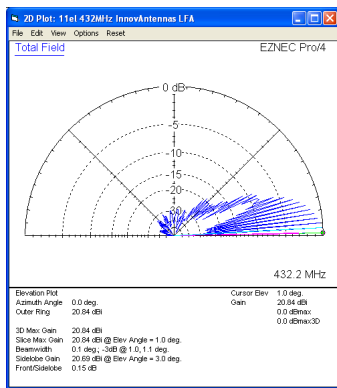 2D Plot: 11el 432MHz InnovAntennas LFA
File Edit View Options Reset
Total Field
EZNEC Pro/4
0 dB
-5
-10
-15
-20
-30
432.2 MHz
Elevation Plot
Azimuth Angle 0.0 deg.
Outer Ring 20.84 dBi
Cursor Elev 1.0 deg.
Gain 20.84 dBi
0.0 dBmax
0.0 dBmax3D
3D Max Gain 20.84 dBi
Slice Max Gain 20.84 dBi @ Elev Angle = 1.0 deg.
Beamwidth 0.1 deg.; -3dB @ 1.0, 1.1 deg.
Sidelobe Gain 20.69 dBi @ Elev Angle = 3.0 deg.
Front/Sidelobe 0.15 dB